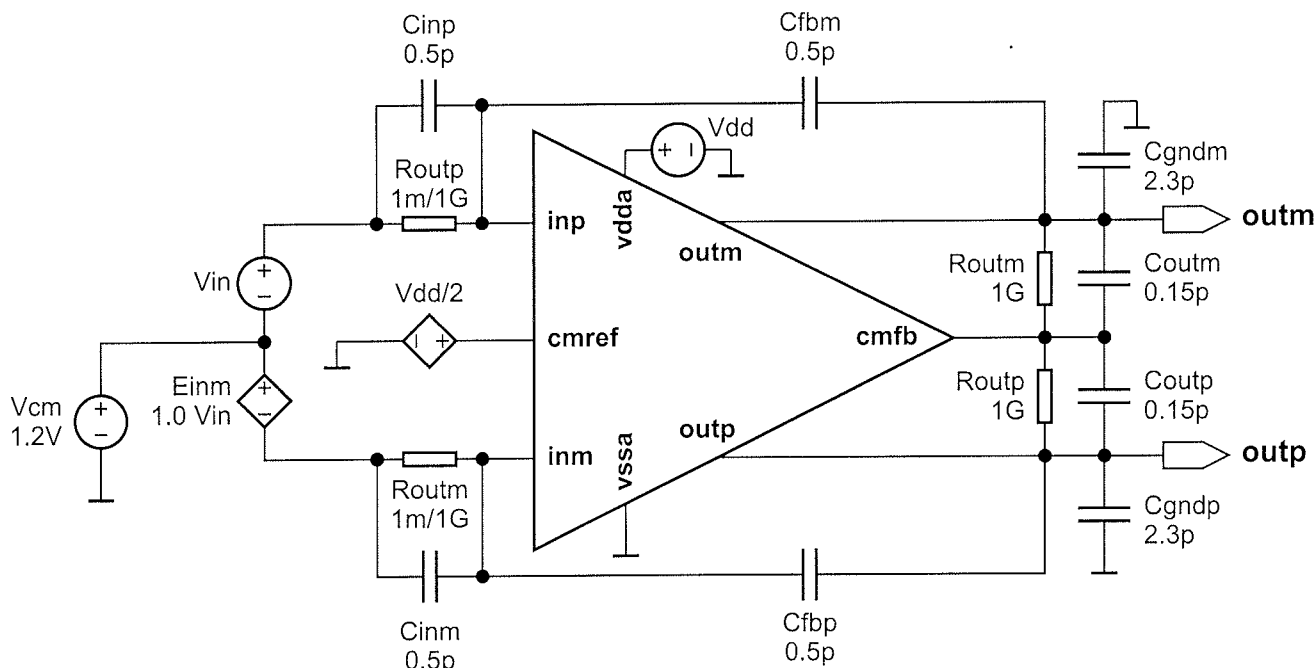 Cinp
0.5p
Cfbm
0.5p
Vdd
Routp
1m/1G
Cgndm
2.3p
inp
vdda
outm
outm
Vin
Vdd/2
Routm
1G
Coutm
0.15p
cmref
cmfb
Einm
1.0 Vin
Vcm
1.2V
Routp
1G
Coutp
0.15p
inm
vssa
outp
outp
Routm
1m/1G
Cgndp
2.3p
Cinm
0.5p
Cfbp
0.5p